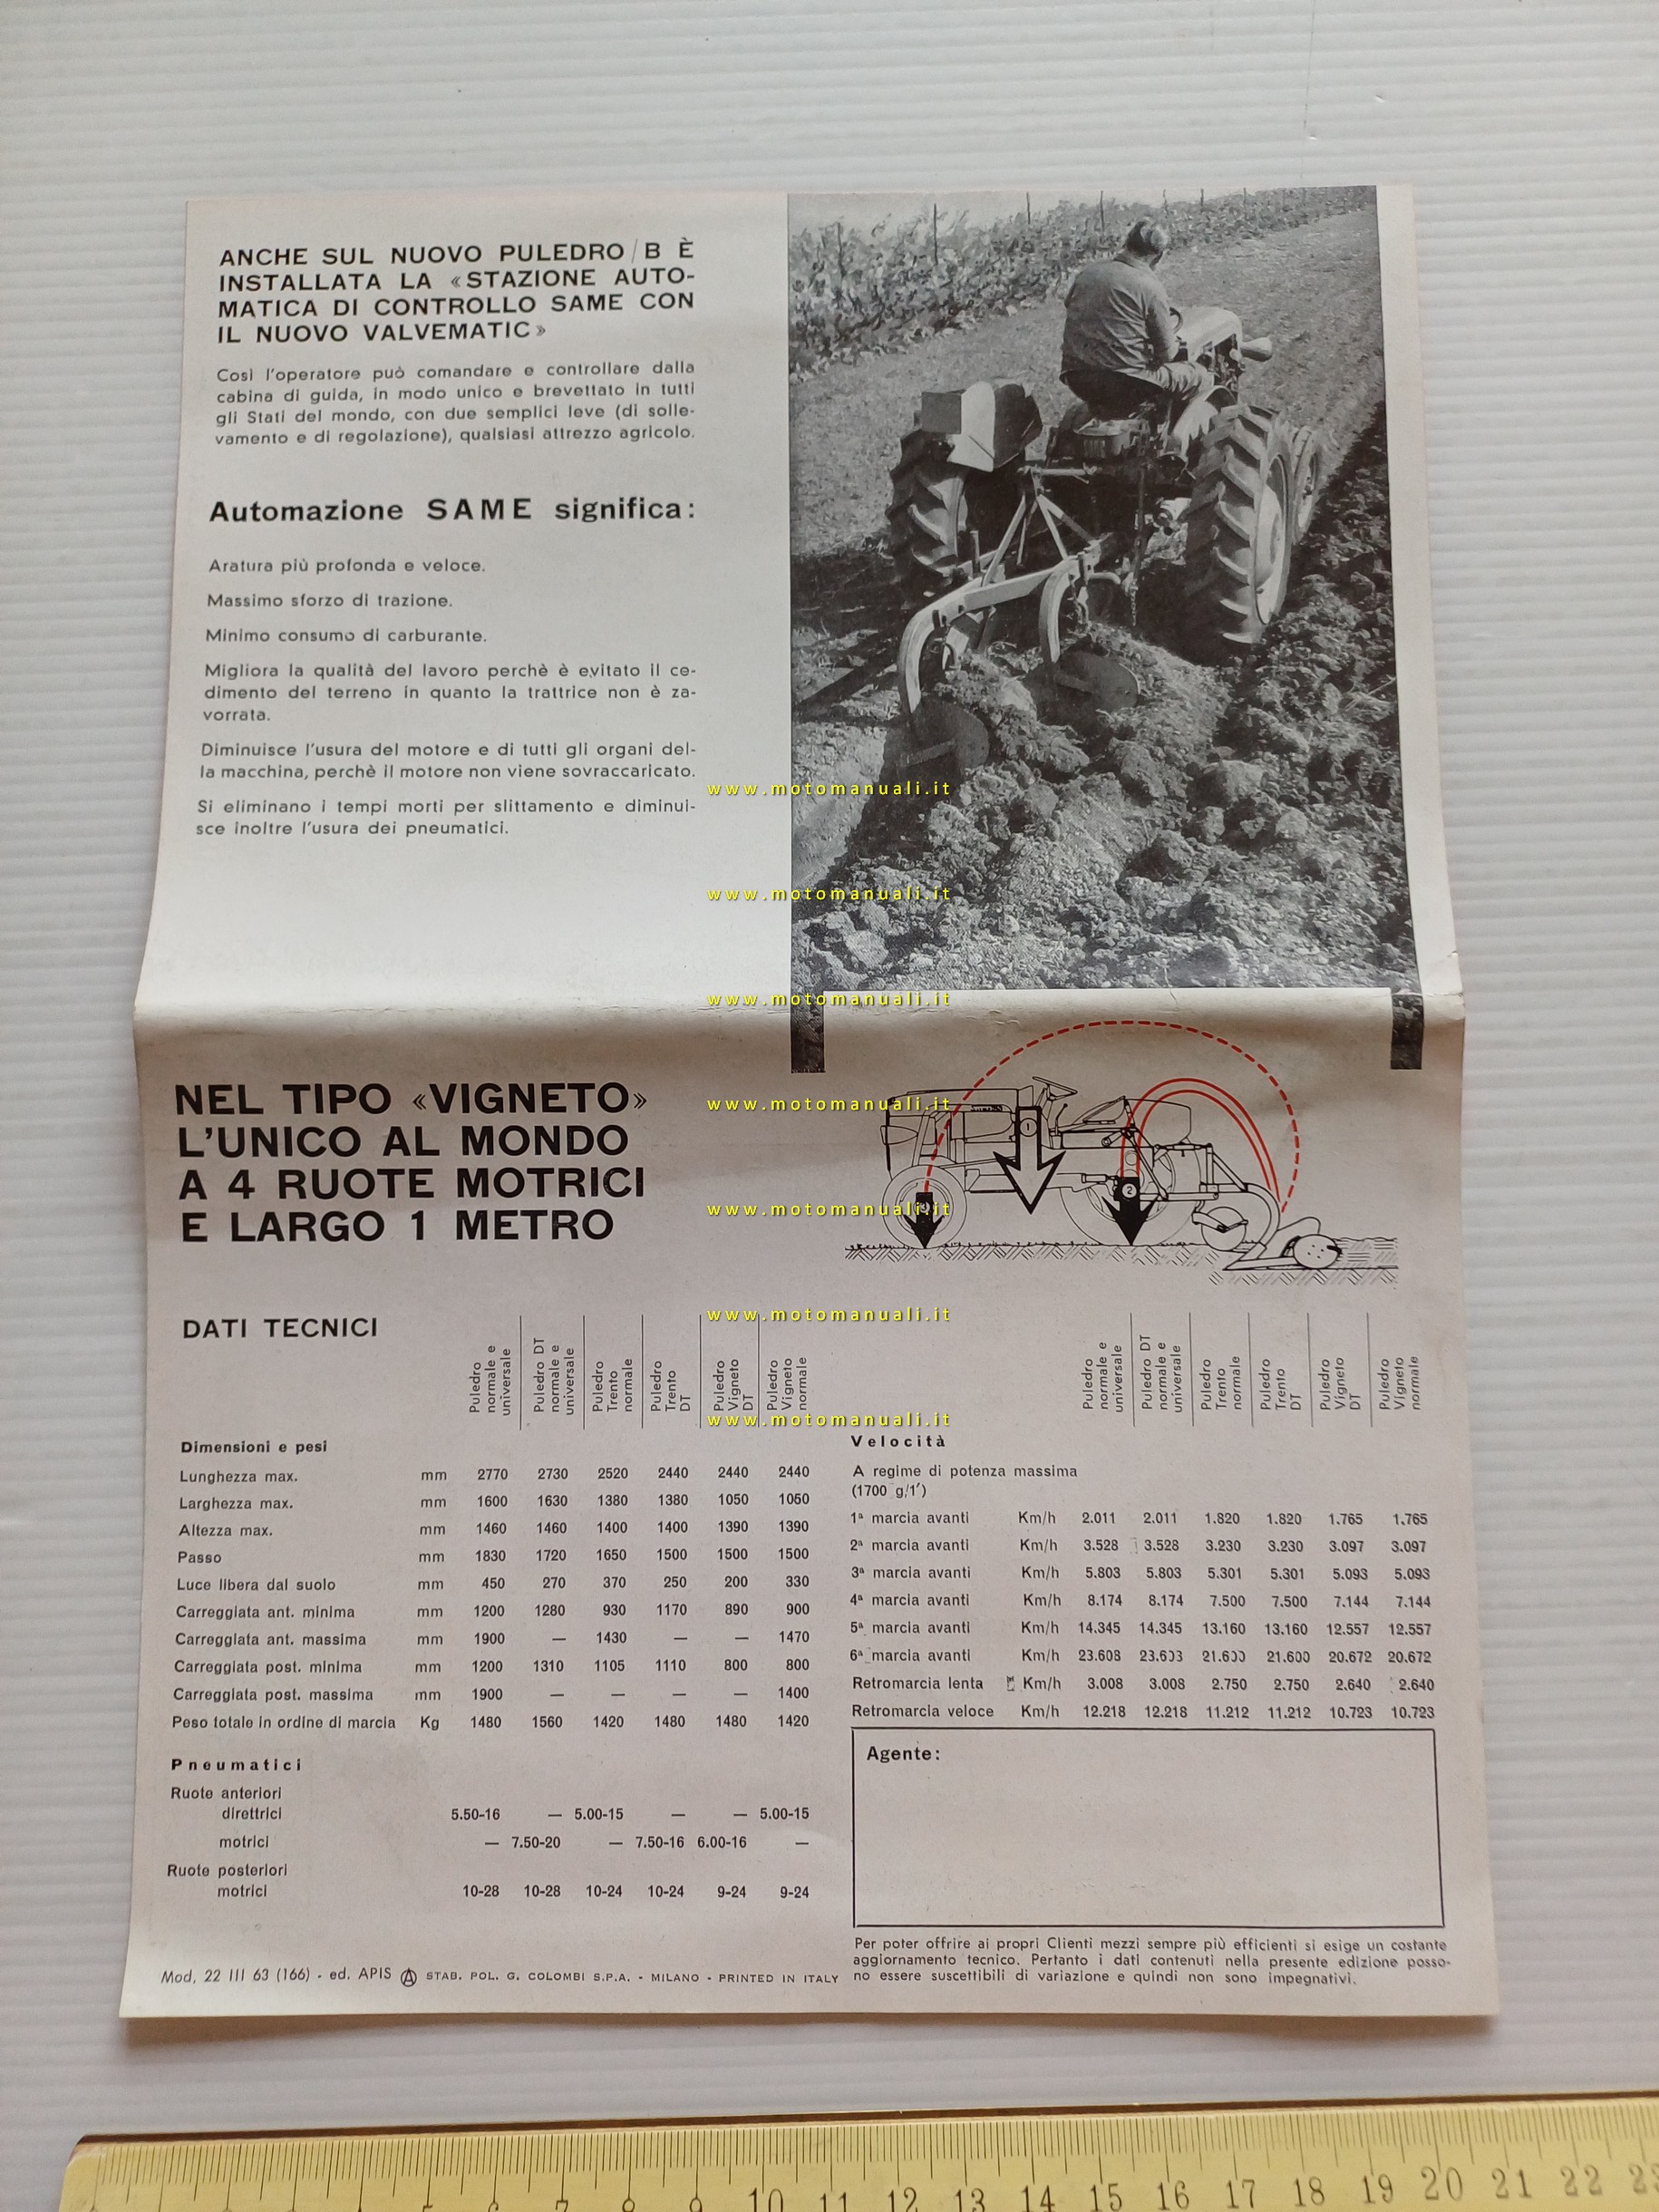 ANCHE SUL NUOVO PULEDRO/B È
INSTALLATA LA «STAZIONE AUTO-
MATICA DI CONTROLLO SAME CON
IL NUOVO VALVEMATIC»
Così l'operatore può comandare e controllare dalla
cabina di guida, in modo unico e brevettato in tutti
gli Stati del mondo, con due semplici leve (di solle-
vamento e di regolazione), qualsiasi attrezzo agricolo.
Automazione SAME significa:
Aratura più profonda e veloce.
Massimo sforzo di trazione.
Minimo consumo di carburante.
Migliora la qualità del lavoro perchè è evitato il ce-
dimento del terreno in quanto la trattrice non è za-
vorrata.
Diminuisce l'usura del motore e di tutti gli organi del-
la macchina, perchè il motore non viene sovraccaricato.
Si eliminano i tempi morti per slittamento e diminui-
sce inoltre l'usura dei pneumatici.
www.motomanuali.it
www.motomanuali.it
www.motomanuali.it
www.motomanuali.it
www.motomanuali.it
www.motomanuali.it
www.motomanuali.it
NEL TIPO «VIGNETO»
L'UNICO AL MONDO
A 4 RUOTE MOTRICI
E LARGO 1 METRO
1
2
DATI TECNICI
Puledro normale e universale
Puledro DT normale e universale
Puledro Trento normale
Puledro Trento DT
Puledro Vigneto DT
Puledro Vigneto normale
Dimensioni e pesi
Lunghezza max. mm 2770 2730 2520 2440 2440 2440
Larghezza max. mm 1600 1630 1380 1380 1050 1050
Altezza max. mm 1460 1460 1400 1400 1390 1390
Passo mm 1830 1720 1650 1500 1500 1500
Luce libera dal suolo mm 450 270 370 250 200 330
Carreggiata ant. minima mm 1200 1280 930 1170 890 900
Carreggiata ant. massima mm 1900 — 1430 — — 1470
Carreggiata post. minima mm 1200 1310 1105 1110 800 800
Carreggiata post. massima mm 1900 — — — — 1400
Peso totale in ordine di marcia Kg 1480 1560 1420 1480 1480 1420
Pneumatici
Ruote anteriori
direttrici 5.50-16 — 5.00-15 — — 5.00-15
motrici — 7.50-20 — 7.50-16 6.00-16 —
Ruote posteriori
motrici 10-28 10-28 10-24 10-24 9-24 9-24
Mod. 22 III 63 (166) - ed. APIS A STAB. POL. G. COLOMBI S.P.A. - MILANO - PRINTED IN ITALY
Puledro normale e universale
Puledro DT normale e universale
Puledro Trento normale
Puledro Trento DT
Puledro Vigneto DT
Puledro Vigneto normale
Velocità
A regime di potenza massima
(1700 g/1')
1ª marcia avanti Km/h 2.011 2.011 1.820 1.820 1.765 1.765
2ª marcia avanti Km/h 3.528 3.528 3.230 3.230 3.097 3.097
3ª marcia avanti Km/h 5.803 5.803 5.301 5.301 5.093 5.093
4ª marcia avanti Km/h 8.174 8.174 7.500 7.500 7.144 7.144
5ª marcia avanti Km/h 14.345 14.345 13.160 13.160 12.557 12.557
6ª marcia avanti Km/h 23.608 23.603 21.600 21.600 20.672 20.672
Retromarcia lenta Km/h 3.008 3.008 2.750 2.750 2.640 2.640
Retromarcia veloce Km/h 12.218 12.218 11.212 11.212 10.723 10.723
Agente:
Per poter offrire ai propri Clienti mezzi sempre più efficienti si esige un costante
aggiornamento tecnico. Pertanto i dati contenuti nella presente edizione posso-
no essere suscettibili di variazione e quindi non sono impegnativi.
10 11 12 13 14 15 16 17 18 19 20 21 22